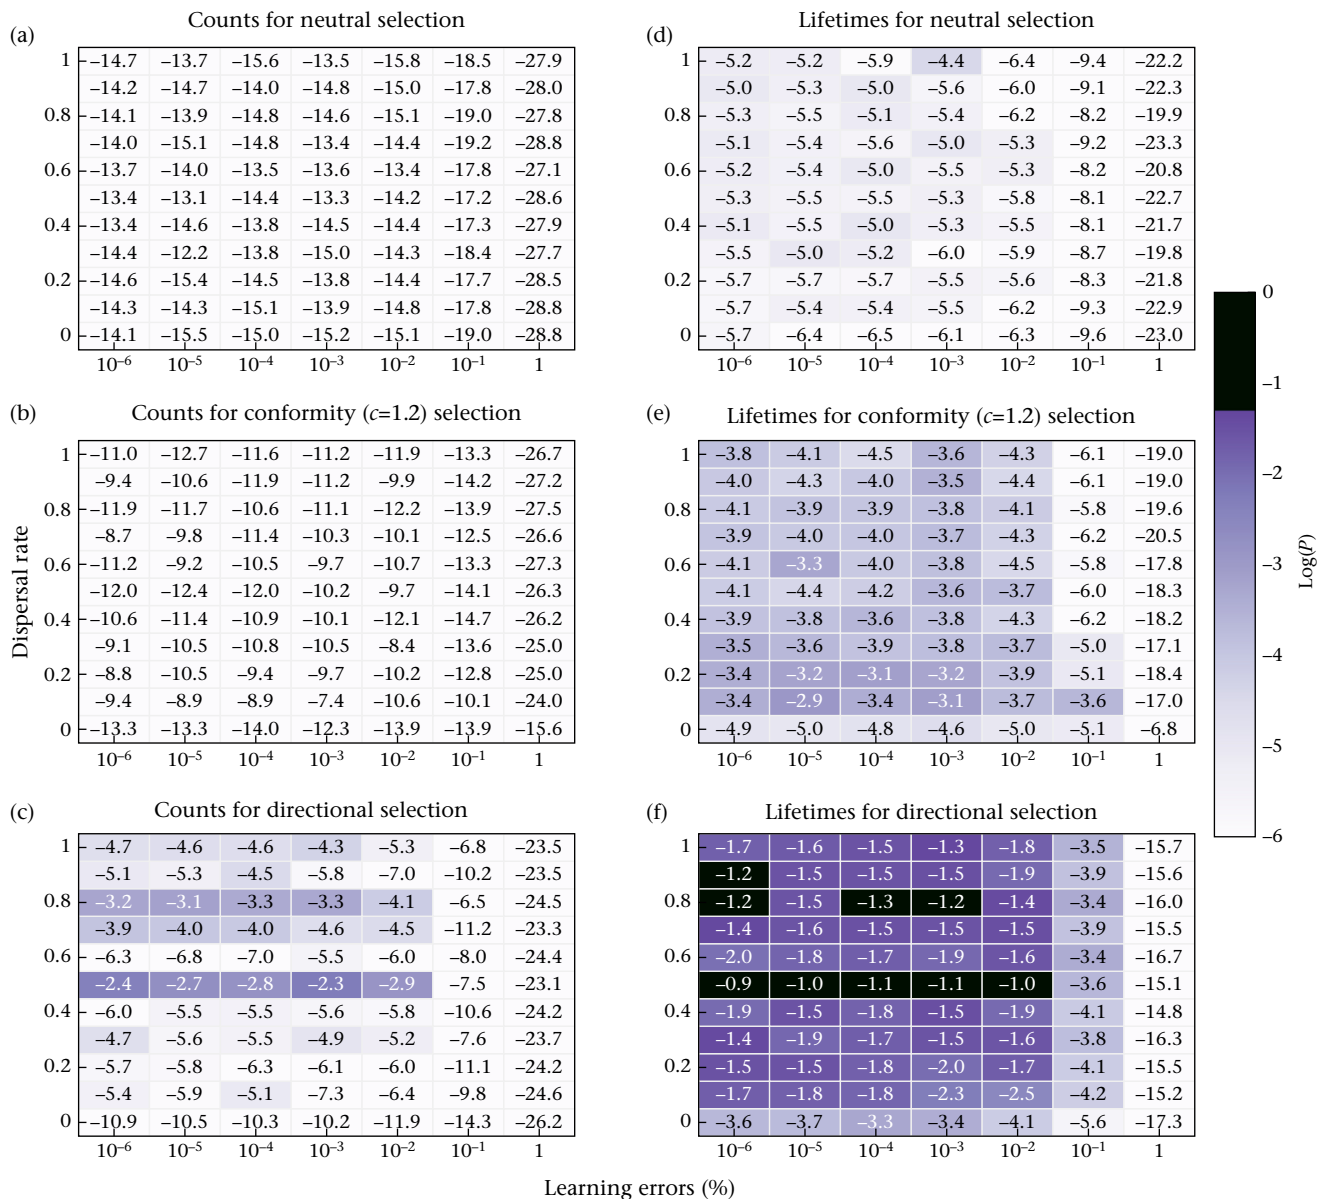 (a)
Counts for neutral selection
1 –14.7 –13.7 –15.6 –13.5 –15.8 –18.5 –27.9
–14.2 –14.7 –14.0 –14.8 –15.0 –17.8 –28.0
0.8 –14.1 –13.9 –14.8 –14.6 –15.1 –19.0 –27.8
–14.0 –15.1 –14.8 –13.4 –14.4 –19.2 –28.8
0.6 –13.7 –14.0 –13.5 –13.6 –13.4 –17.8 –27.1
–13.4 –13.1 –14.4 –13.3 –14.2 –17.2 –28.6
0.4 –13.4 –14.6 –13.8 –14.5 –14.4 –17.3 –27.9
–14.4 –12.2 –13.8 –15.0 –14.3 –18.4 –27.7
0.2 –14.6 –15.4 –14.5 –13.8 –14.4 –17.7 –28.5
–14.3 –14.3 –15.1 –13.9 –14.8 –17.8 –28.8
0 –14.1 –15.5 –15.0 –15.2 –15.1 –19.0 –28.8
10–6 10–5 10–4 10–3 10–2 10–1 1
(b)
Counts for conformity (c=1.2) selection
1 –11.0 –12.7 –11.6 –11.2 –11.9 –13.3 –26.7
–9.4 –10.6 –11.9 –11.2 –9.9 –14.2 –27.2
0.8 –11.9 –11.7 –10.6 –11.1 –12.2 –13.9 –27.5
–8.7 –9.8 –11.4 –10.3 –10.1 –12.5 –26.6
0.6 –11.2 –9.2 –10.5 –9.7 –10.7 –13.3 –27.3
–12.0 –12.4 –12.0 –10.2 –9.7 –14.1 –26.3
0.4 –10.6 –11.4 –10.9 –10.1 –12.1 –14.7 –26.2
–9.1 –10.5 –10.8 –10.5 –8.4 –13.6 –25.0
0.2 –8.8 –10.5 –9.4 –9.7 –10.2 –12.8 –25.0
–9.4 –8.9 –8.9 –7.4 –10.6 –10.1 –24.0
0 –13.3 –13.3 –14.0 –12.3 –13.9 –13.9 –15.6
10–6 10–5 10–4 10–3 10–2 10–1 1
Dispersal rate
(c)
Counts for directional selection
1 –4.7 –4.6 –4.6 –4.3 –5.3 –6.8 –23.5
–5.1 –5.3 –4.5 –5.8 –7.0 –10.2 –23.5
0.8 –3.2 –3.1 –3.3 –3.3 –4.1 –6.5 –24.5
–3.9 –4.0 –4.0 –4.6 –4.5 –11.2 –23.3
0.6 –6.3 –6.8 –7.0 –5.5 –6.0 –8.0 –24.4
–2.4 –2.7 –2.8 –2.3 –2.9 –7.5 –23.1
0.4 –6.0 –5.5 –5.5 –5.6 –5.8 –10.6 –24.2
–4.7 –5.6 –5.5 –4.9 –5.2 –7.6 –23.7
0.2 –5.7 –5.8 –6.3 –6.1 –6.0 –11.1 –24.2
–5.4 –5.9 –5.1 –7.3 –6.4 –9.8 –24.6
0 –10.9 –10.5 –10.3 –10.2 –11.9 –14.3 –26.2
10–6 10–5 10–4 10–3 10–2 10–1 1
(d)
Lifetimes for neutral selection
1 –5.2 –5.2 –5.9 –4.4 –6.4 –9.4 –22.2
–5.0 –5.3 –5.0 –5.6 –6.0 –9.1 –22.3
0.8 –5.3 –5.5 –5.1 –5.4 –6.2 –8.2 –19.9
–5.1 –5.4 –5.6 –5.0 –5.3 –9.2 –23.3
0.6 –5.2 –5.4 –5.0 –5.5 –5.3 –8.2 –20.8
–5.3 –5.5 –5.5 –5.3 –5.8 –8.1 –22.7
0.4 –5.1 –5.5 –5.0 –5.3 –5.5 –8.1 –21.7
–5.5 –5.0 –5.2 –6.0 –5.9 –8.7 –19.8
0.2 –5.7 –5.7 –5.7 –5.5 –5.6 –8.3 –21.8
–5.7 –5.4 –5.4 –5.5 –6.2 –9.3 –22.9
0 –5.7 –6.4 –6.5 –6.1 –6.3 –9.6 –23.0
10–6 10–5 10–4 10–3 10–2 10–1 1
(e)
Lifetimes for conformity (c=1.2) selection
1 –3.8 –4.1 –4.5 –3.6 –4.3 –6.1 –19.0
–4.0 –4.3 –4.0 –3.5 –4.4 –6.1 –19.0
0.8 –4.1 –3.9 –3.9 –3.8 –4.1 –5.8 –19.6
–3.9 –4.0 –4.0 –3.7 –4.3 –6.2 –20.5
0.6 –4.1 –3.3 –4.0 –3.8 –4.5 –5.8 –17.8
–4.1 –4.4 –4.2 –3.6 –3.7 –6.0 –18.3
0.4 –3.9 –3.8 –3.6 –3.8 –4.3 –6.2 –18.2
–3.5 –3.6 –3.9 –3.8 –3.7 –5.0 –17.1
0.2 –3.4 –3.2 –3.1 –3.2 –3.9 –5.1 –18.4
–3.4 –2.9 –3.4 –3.1 –3.7 –3.6 –17.0
0 –4.9 –5.0 –4.8 –4.6 –5.0 –5.1 –6.8
10–6 10–5 10–4 10–3 10–2 10–1 1
(f)
Lifetimes for directional selection
1 –1.7 –1.6 –1.5 –1.3 –1.8 –3.5 –15.7
–1.2 –1.5 –1.5 –1.5 –1.9 –3.9 –15.6
0.8 –1.2 –1.5 –1.3 –1.2 –1.4 –3.4 –16.0
–1.4 –1.6 –1.5 –1.5 –1.5 –3.9 –15.5
0.6 –2.0 –1.8 –1.7 –1.9 –1.6 –3.4 –16.7
–0.9 –1.0 –1.1 –1.1 –1.0 –3.6 –15.1
0.4 –1.9 –1.5 –1.8 –1.5 –1.9 –4.1 –14.8
–1.4 –1.9 –1.7 –1.5 –1.6 –3.8 –16.3
0.2 –1.5 –1.5 –1.8 –2.0 –1.7 –4.1 –15.5
–1.7 –1.8 –1.8 –2.3 –2.5 –4.2 –15.2
0 –3.6 –3.7 –3.3 –3.4 –4.1 –5.6 –17.3
10–6 10–5 10–4 10–3 10–2 10–1 1
Learning errors (%)
0
–1
–2
–3
–4
–5
–6
Log(P)